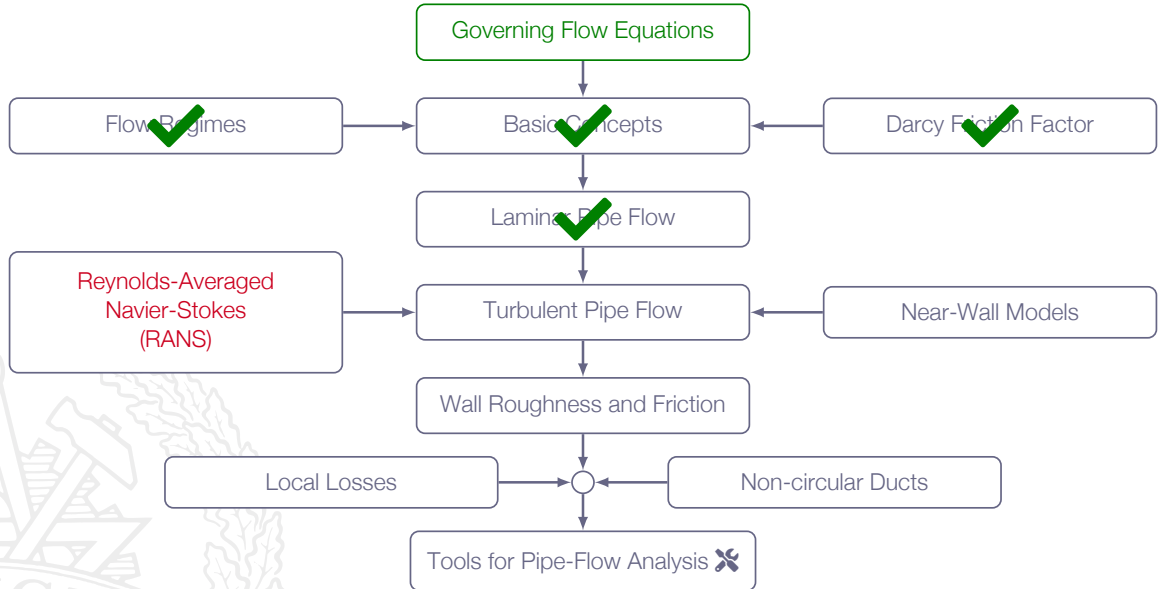 Governing Flow Equations
Flow Regimes
Basic Concepts
Darcy Friction Factor
Laminar Pipe Flow
Reynolds-Averaged
Navier-Stokes
(RANS)
Turbulent Pipe Flow
Near-Wall Models
Wall Roughness and Friction
Local Losses
Non-circular Ducts
Tools for Pipe-Flow Analysis